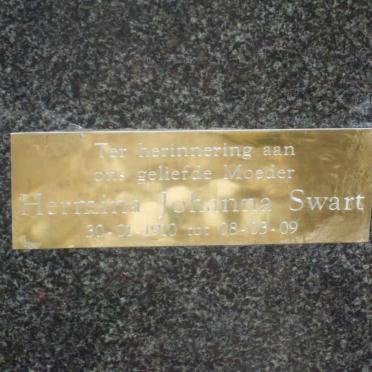 Ter herinnering aan
ons geliefde Moeder
Hermina Johanna Swart
30-01-1910 tot 08-03-09